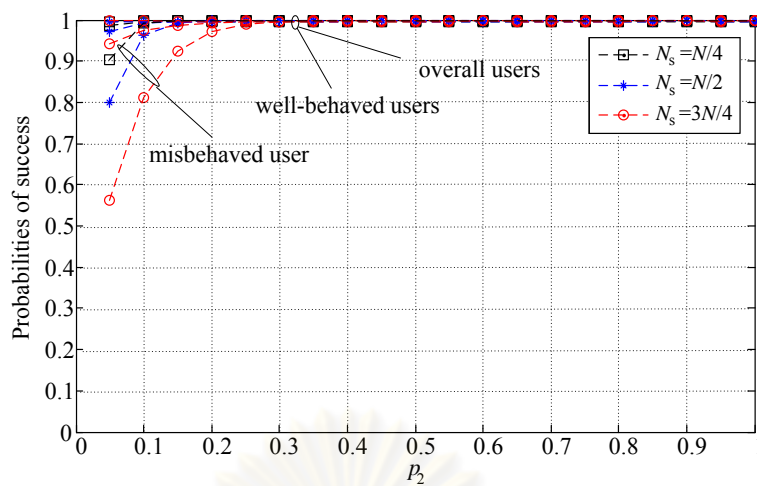 Probabilities of success
1
0.9
0.8
0.7
0.6
0.5
0.4
0.3
0.2
0.1
0
overall users
well-behaved users
misbehaved user
Nₛ =N/4
Nₛ =N/2
Nₛ =3N/4
0 0.1 0.2 0.3 0.4 0.5 0.6 0.7 0.8 0.9
p₂